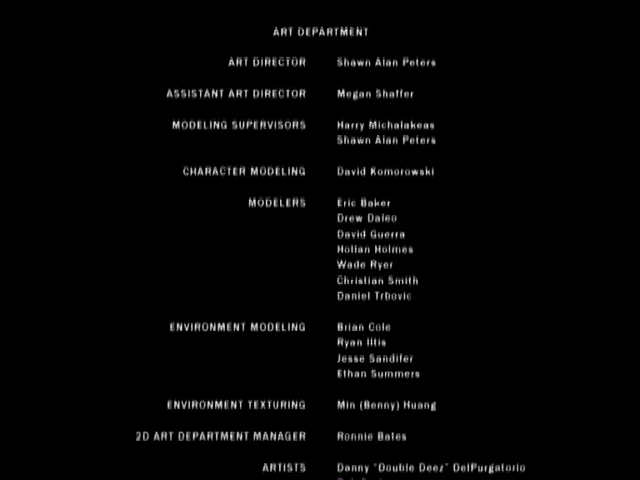 ART DEPARTMENT
ART DIRECTOR Shawn Alan Peters
ASSISTANT ART DIRECTOR Megan Shaffer
MODELING SUPERVISORS Harry Michalakeas
Shawn Alan Peters
CHARACTER MODELING David Komorowski
MODELERS Eric Baker
Drew Daleo
David Guerra
Hollan Holmes
Wade Ryer
Christian Smith
Daniel Trbovic
ENVIRONMENT MODELING Brian Cole
Ryan Iltis
Jesse Sandifer
Ethan Summers
ENVIRONMENT TEXTURING Min (Benny) Huang
2D ART DEPARTMENT MANAGER Ronnie Bates
ARTISTS Danny "Double Deez" DelPurgatorio